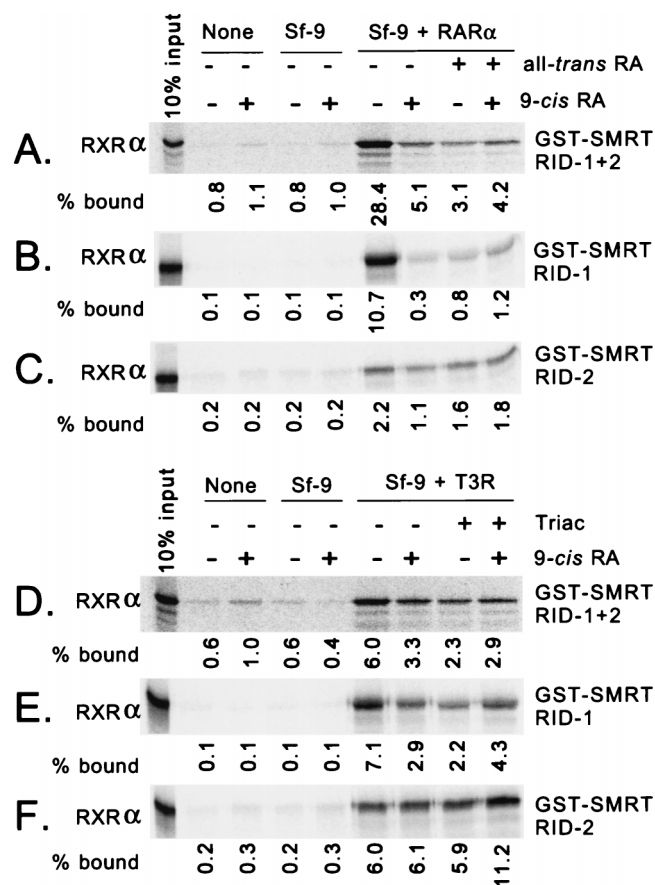 10% input
None Sf-9 Sf-9 + RARα
- - - - - - + + all-trans RA
- + - + - + - + 9-cis RA
A. RXRα GST-SMRT RID-1+2
% bound 0.8 1.1 0.8 1.0 28.4 5.1 3.1 4.2
B. RXRα GST-SMRT RID-1
% bound 0.1 0.1 0.1 0.1 10.7 0.3 0.8 1.2
C. RXRα GST-SMRT RID-2
% bound 0.2 0.2 0.2 0.2 2.2 1.1 1.6 1.8
10% input
None Sf-9 Sf-9 + T3R
- - - - - - + + Triac
- + - + - + - + 9-cis RA
D. RXRα GST-SMRT RID-1+2
% bound 0.6 1.0 0.6 0.4 6.0 3.3 2.3 2.9
E. RXRα GST-SMRT RID-1
% bound 0.1 0.1 0.1 0.1 7.1 2.9 2.2 4.3
F. RXRα GST-SMRT RID-2
% bound 0.2 0.3 0.2 0.3 6.0 6.1 5.9 11.2